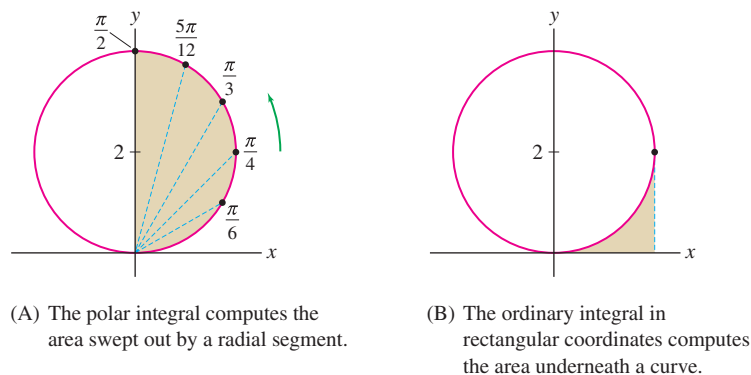 y
π/2
5π/12
π/3
2
π/4
π/6
x
(A) The polar integral computes the
area swept out by a radial segment.
y
2
x
(B) The ordinary integral in
rectangular coordinates computes
the area underneath a curve.